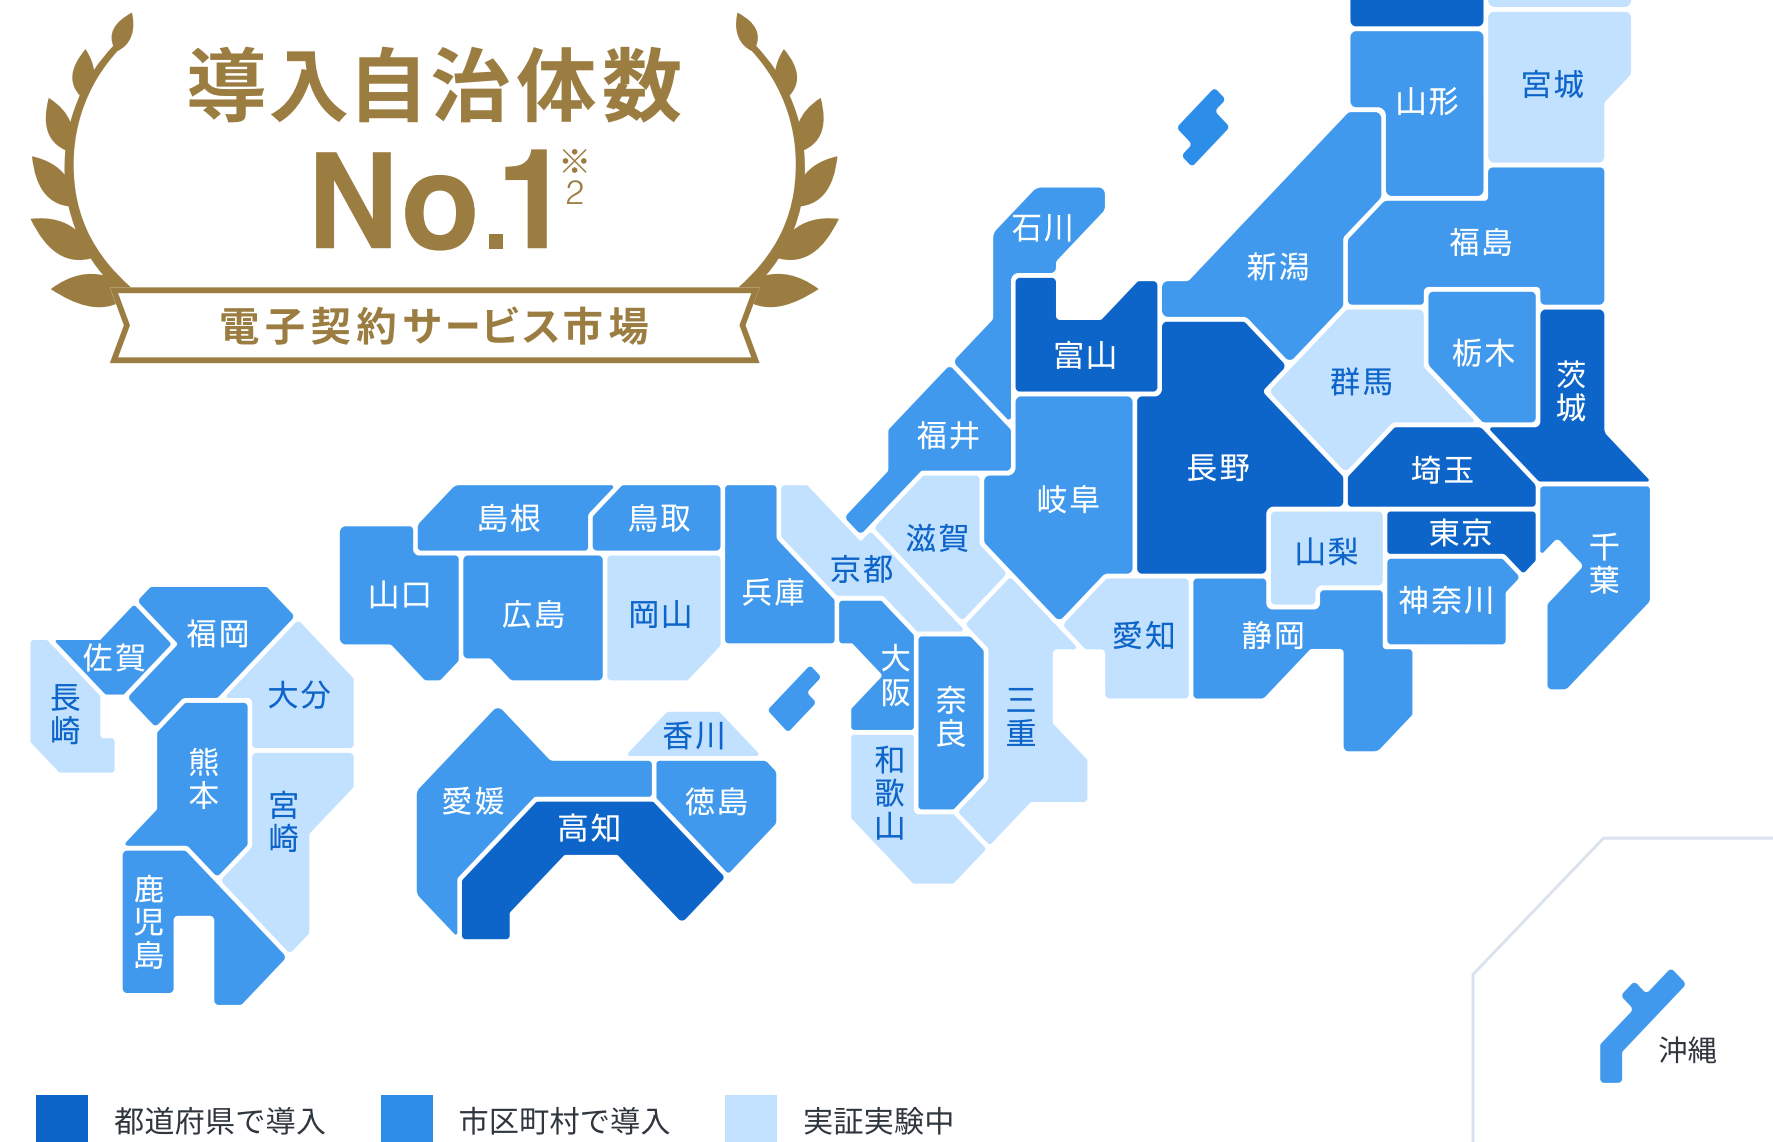 導入自治体数
No.1※2
電子契約サービス市場
宮城
山形
石川
新潟
福島
富山
群馬
栃木
茨城
福井
長野
埼玉
岐阜
島根
鳥取
滋賀
京都
山梨
東京
千葉
山口
広島
岡山
兵庫
神奈川
佐賀
福岡
愛知
静岡
大阪
長崎
大分
奈良
三重
香川
熊本
和歌山
愛媛
徳島
宮崎
高知
鹿児島
沖縄
都道府県で導入
市区町村で導入
実証実験中